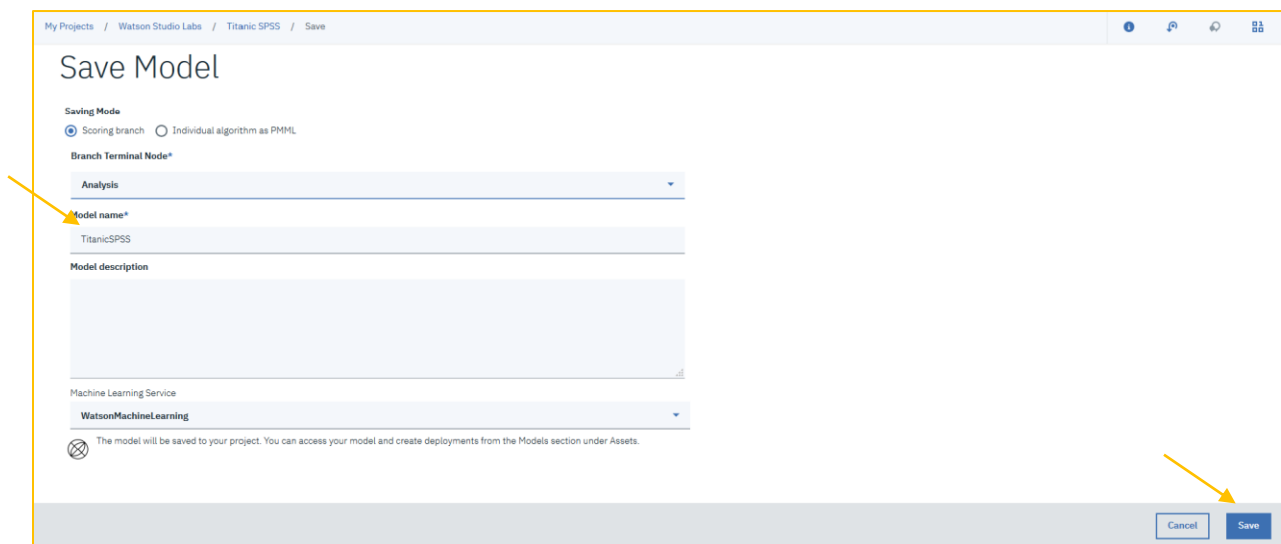 My Projects / Watson Studio Labs / Titanic SPSS / Save
Save Model
Saving Mode
Scoring branch Individual algorithm as PMML
Branch Terminal Node*
Analysis
Model name*
TitanicSPSS
Model description
Machine Learning Service
WatsonMachineLearning
The model will be saved to your project. You can access your model and create deployments from the Models section under Assets.
Cancel Save